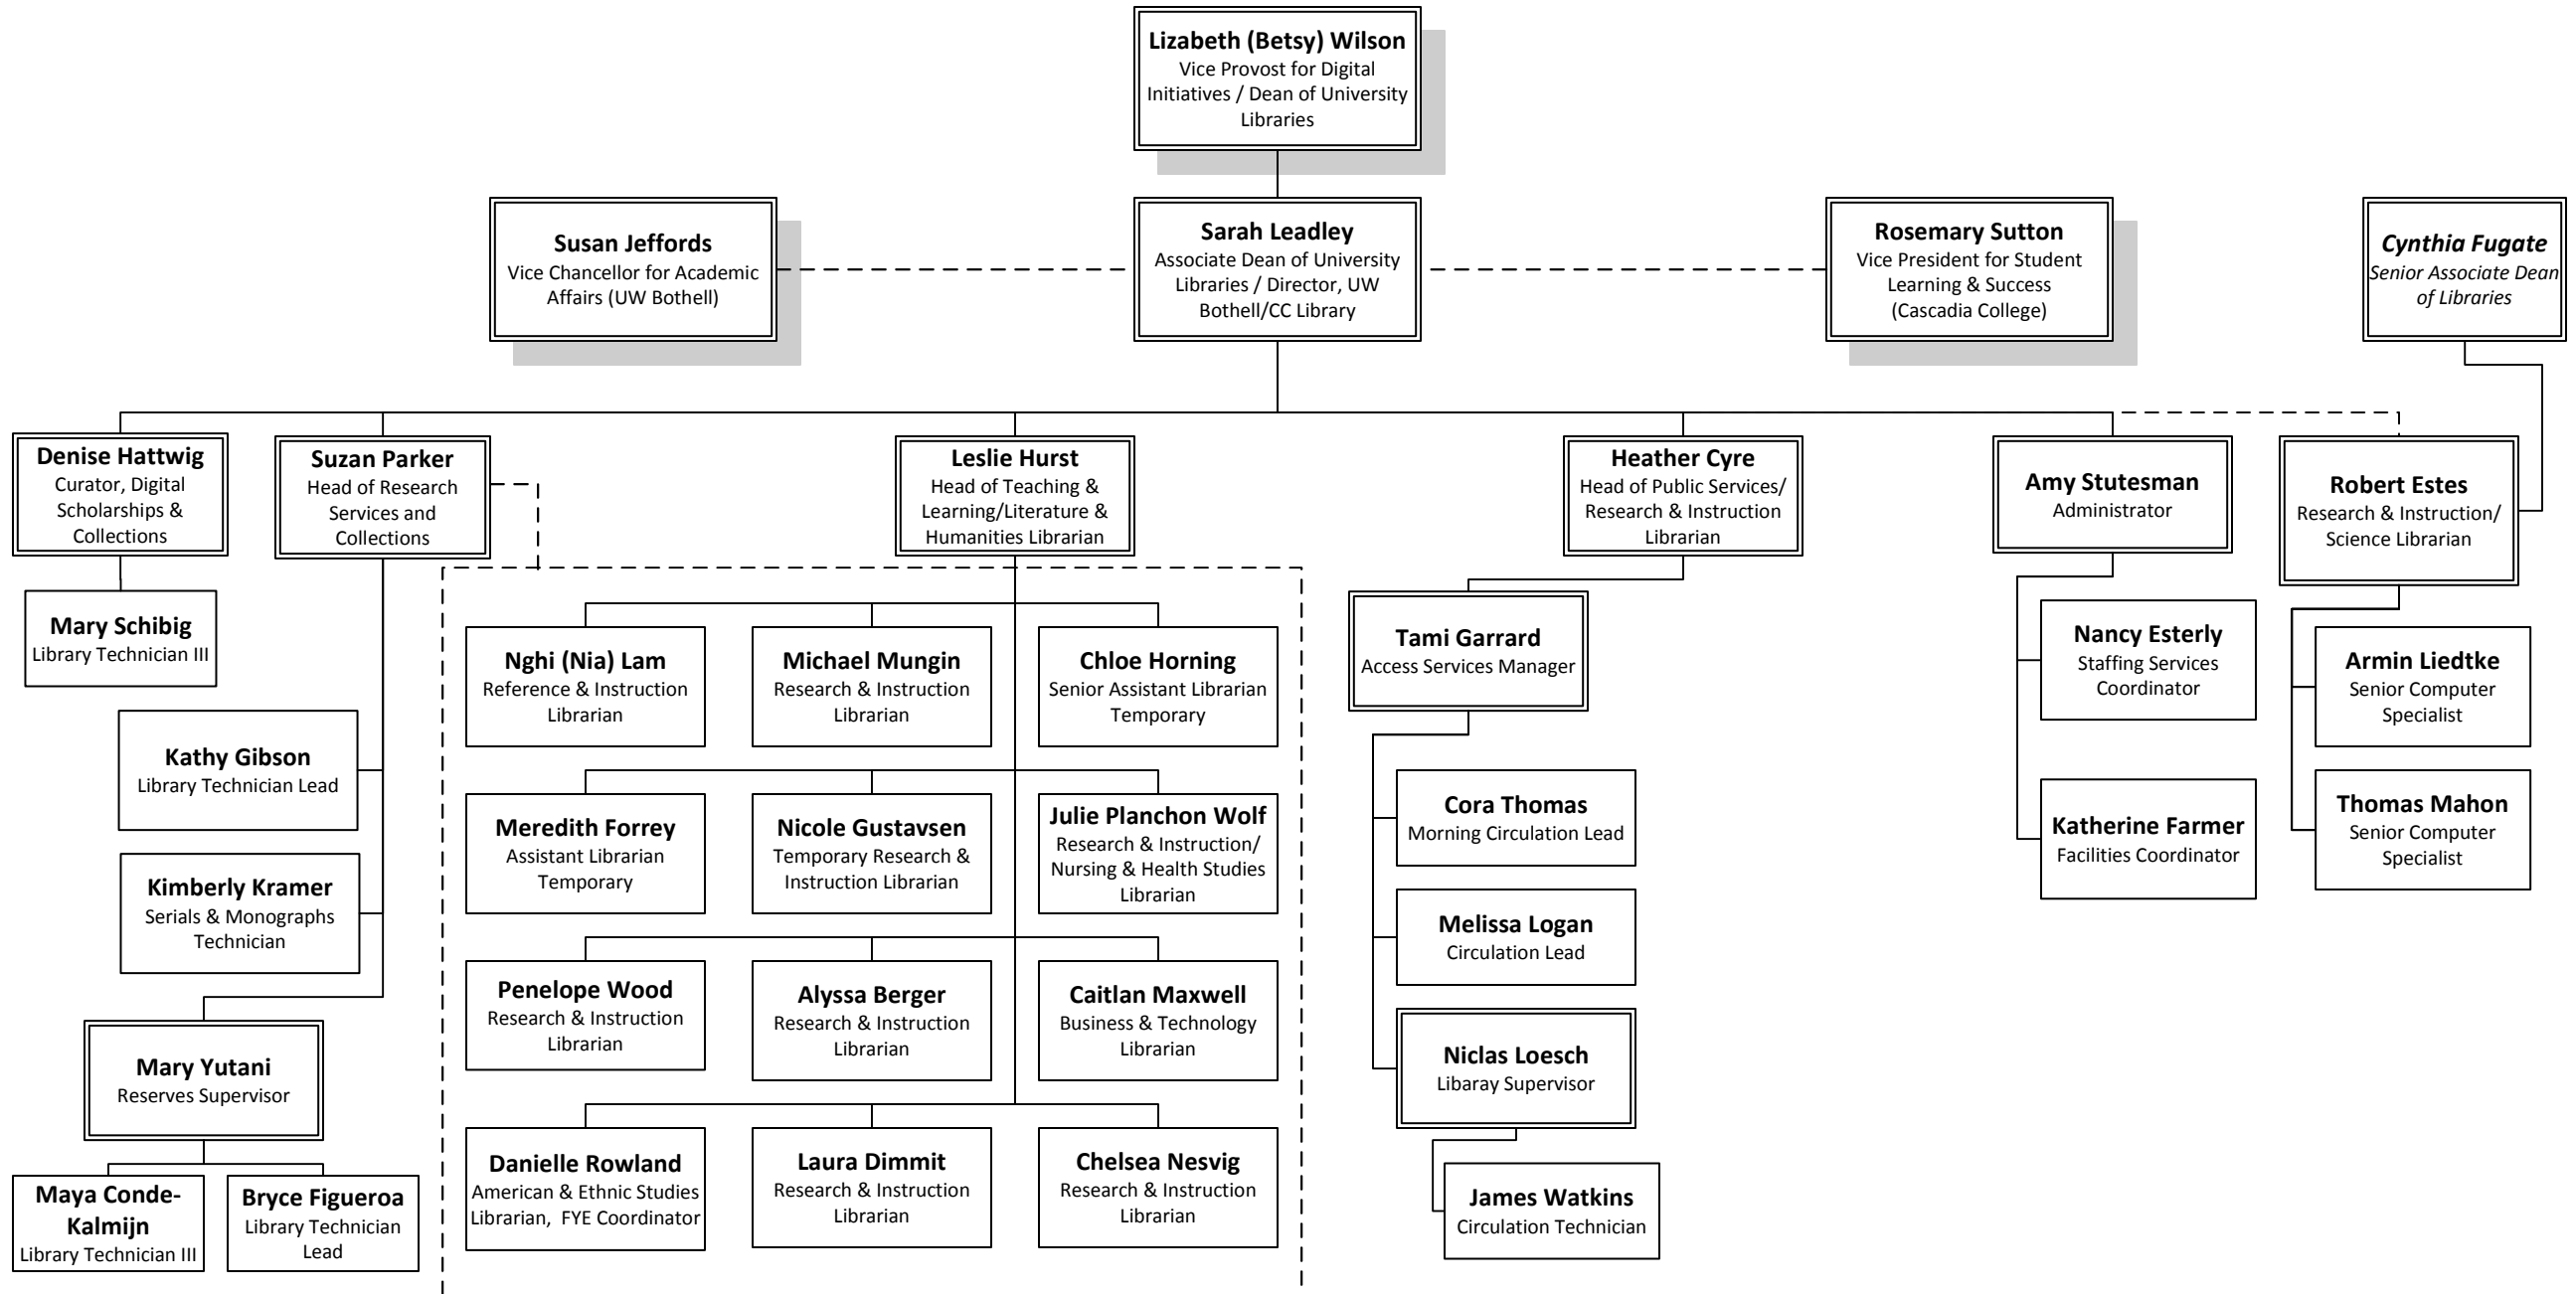 Lizabeth (Betsy) Wilson
Vice Provost for Digital
Initiatives / Dean of University
Libraries
Susan Jeffords
Vice Chancellor for Academic
Affairs (UW Bothell)
Sarah Leadley
Associate Dean of University
Libraries / Director, UW
Bothell/CC Library
Rosemary Sutton
Vice President for Student
Learning & Success
(Cascadia College)
Cynthia Fugate
Senior Associate Dean
of Libraries
Denise Hattwig
Curator, Digital
Scholarships &
Collections
Suzan Parker
Head of Research
Services and
Collections
Leslie Hurst
Head of Teaching &
Learning/Literature &
Humanities Librarian
Heather Cyre
Head of Public Services/
Research & Instruction
Librarian
Amy Stutesman
Administrator
Robert Estes
Research & Instruction/
Science Librarian
Mary Schibig
Library Technician III
Kathy Gibson
Library Technician Lead
Kimberly Kramer
Serials & Monographs
Technician
Mary Yutani
Reserves Supervisor
Maya Conde-
Kalmijn
Library Technician III
Bryce Figueroa
Library Technician
Lead
Nghi (Nia) Lam
Reference & Instruction
Librarian
Michael Mungin
Research & Instruction
Librarian
Chloe Horning
Senior Assistant Librarian
Temporary
Meredith Forrey
Assistant Librarian
Temporary
Nicole Gustavsen
Temporary Research &
Instruction Librarian
Julie Planchon Wolf
Research & Instruction/
Nursing & Health Studies
Librarian
Penelope Wood
Research & Instruction
Librarian
Alyssa Berger
Research & Instruction
Librarian
Caitlan Maxwell
Business & Technology
Librarian
Danielle Rowland
American & Ethnic Studies
Librarian,  FYE Coordinator
Laura Dimmit
Research & Instruction
Librarian
Chelsea Nesvig
Research & Instruction
Librarian
Tami Garrard
Access Services Manager
Cora Thomas
Morning Circulation Lead
Melissa Logan
Circulation Lead
Niclas Loesch
Libaray Supervisor
James Watkins
Circulation Technician
Nancy Esterly
Staffing Services
Coordinator
Katherine Farmer
Facilities Coordinator
Armin Liedtke
Senior Computer
Specialist
Thomas Mahon
Senior Computer
Specialist